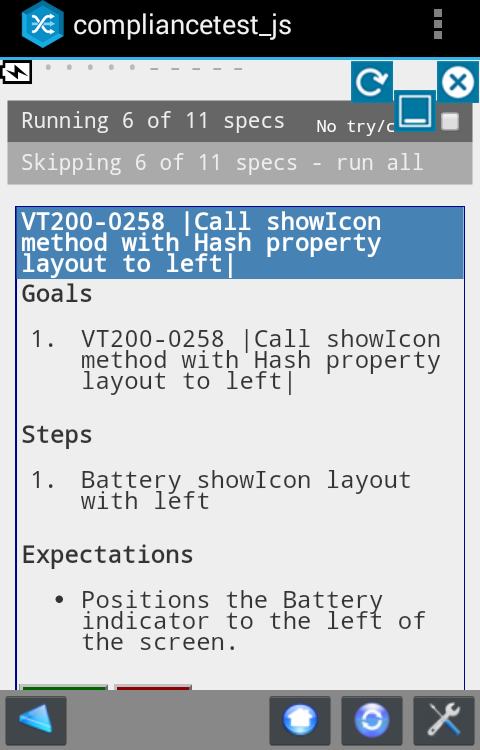 compliancetest_js
Running 6 of 11 specs
No try/c
Skipping 6 of 11 specs - run all
VT200-0258 |Call showIcon
method with Hash property
layout to left|
Goals
1. VT200-0258 |Call showIcon
method with Hash property
layout to left|
Steps
1. Battery showIcon layout
with left
Expectations
• Positions the Battery
indicator to the left of
the screen.